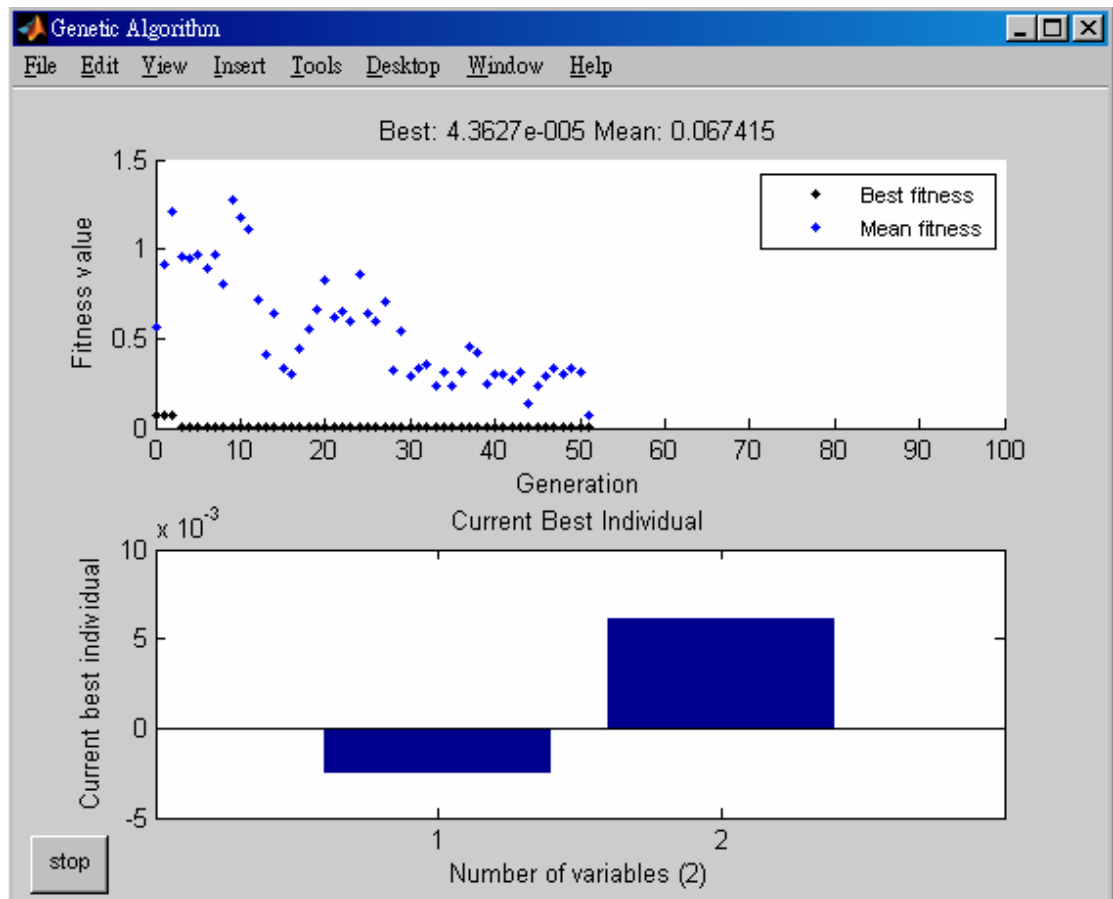 Genetic Algorithm
File Edit View Insert Tools Desktop Window Help
Best: 4.3627e-005 Mean: 0.067415
1.5
1
0.5
0
Fitness value
Best fitness
Mean fitness
0 10 20 30 40 50 60 70 80 90 100
Generation
x 10^-3
Current Best Individual
10
5
0
-5
Current best individual
1 2
Number of variables (2)
stop